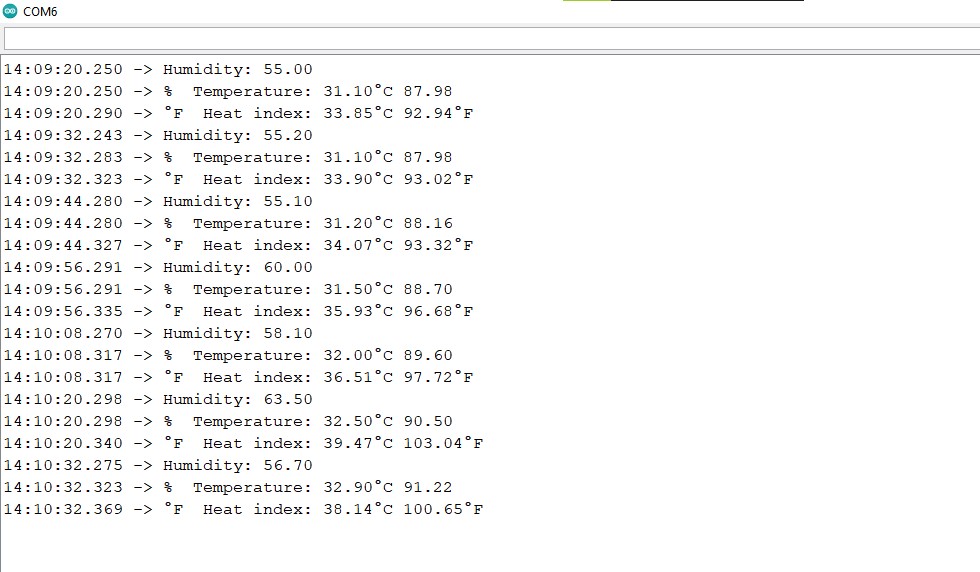 COM6
14:09:20.250 -> Humidity: 55.00
14:09:20.250 -> %  Temperature: 31.10°C 87.98
14:09:20.290 -> °F  Heat index: 33.85°C 92.94°F
14:09:32.243 -> Humidity: 55.20
14:09:32.283 -> %  Temperature: 31.10°C 87.98
14:09:32.323 -> °F  Heat index: 33.90°C 93.02°F
14:09:44.280 -> Humidity: 55.10
14:09:44.280 -> %  Temperature: 31.20°C 88.16
14:09:44.327 -> °F  Heat index: 34.07°C 93.32°F
14:09:56.291 -> Humidity: 60.00
14:09:56.291 -> %  Temperature: 31.50°C 88.70
14:09:56.335 -> °F  Heat index: 35.93°C 96.68°F
14:10:08.270 -> Humidity: 58.10
14:10:08.317 -> %  Temperature: 32.00°C 89.60
14:10:08.317 -> °F  Heat index: 36.51°C 97.72°F
14:10:20.298 -> Humidity: 63.50
14:10:20.298 -> %  Temperature: 32.50°C 90.50
14:10:20.340 -> °F  Heat index: 39.47°C 103.04°F
14:10:32.275 -> Humidity: 56.70
14:10:32.323 -> %  Temperature: 32.90°C 91.22
14:10:32.369 -> °F  Heat index: 38.14°C 100.65°F